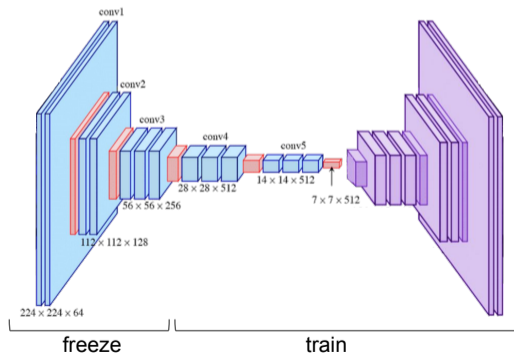 conv1
conv2
conv3
conv4
conv5
28 × 28 × 512
14 × 14 × 512
7 × 7 × 512
56 × 56 × 256
112 × 112 × 128
224 × 224 × 64
freeze
train